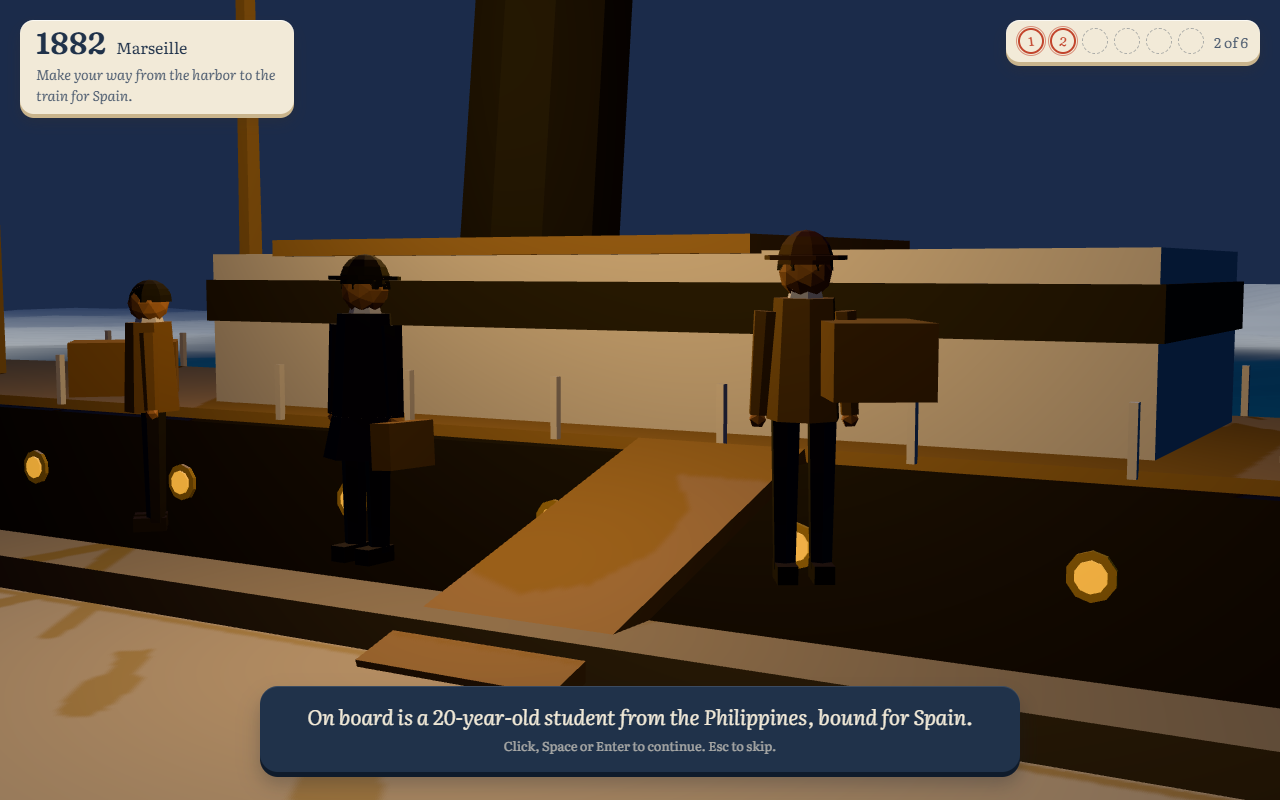 1882 Marseille
Make your way from the harbor to the
train for Spain.
1 2 2 of 6
On board is a 20-year-old student from the Philippines, bound for Spain.
Click, Space or Enter to continue. Esc to skip.